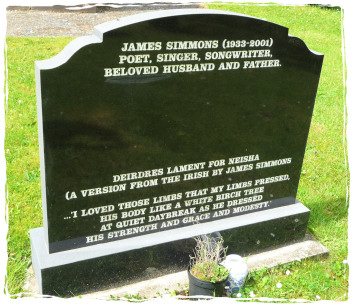 JAMES SIMMONS (1933-2001)
POET, SINGER, SONGWRITER,
BELOVED HUSBAND AND FATHER.
DEIRDRES LAMENT FOR NEISHA
(A VERSION FROM THE IRISH BY JAMES SIMMONS
...'I LOVED THOSE LIMBS THAT MY LIMBS PRESSED,
HIS BODY LIKE A WHITE BIRCH TREE
AT QUIET DAYBREAK AS HE DRESSED
HIS STRENGTH AND GRACE AND MODESTY.'